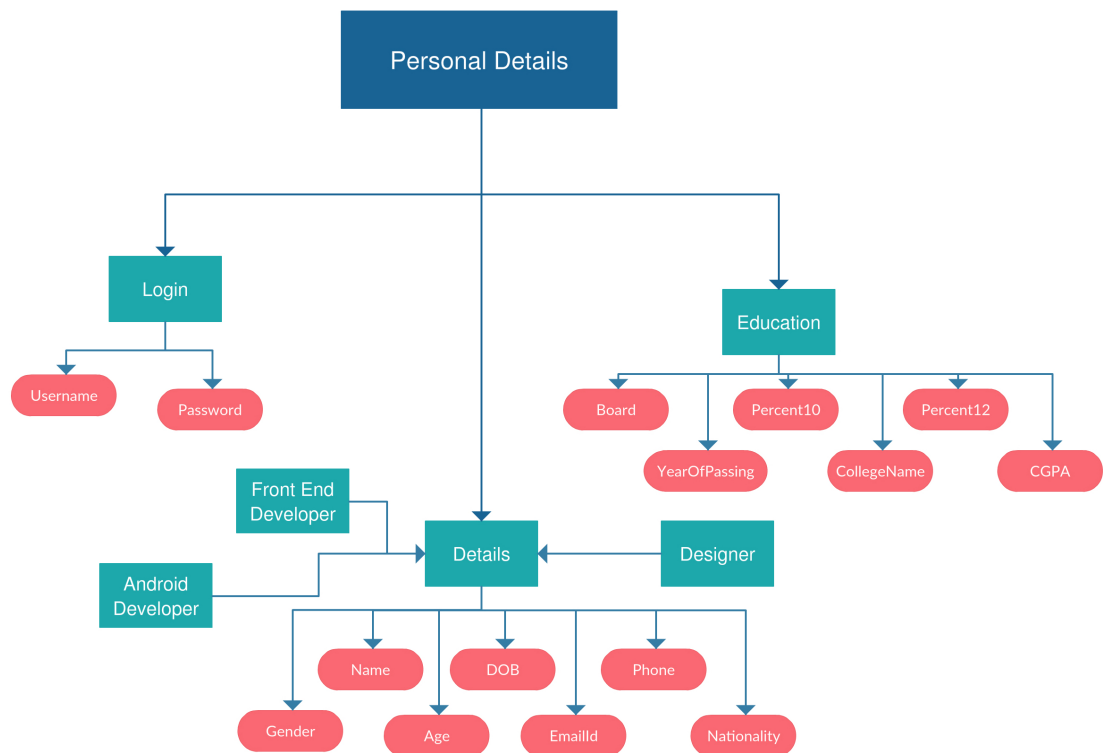 Personal Details
Login
Education
Username
Password
Board
Percent10
Percent12
YearOfPassing
CollegeName
CGPA
Front End
Developer
Details
Designer
Android
Developer
Name
DOB
Phone
Gender
Age
EmailId
Nationality